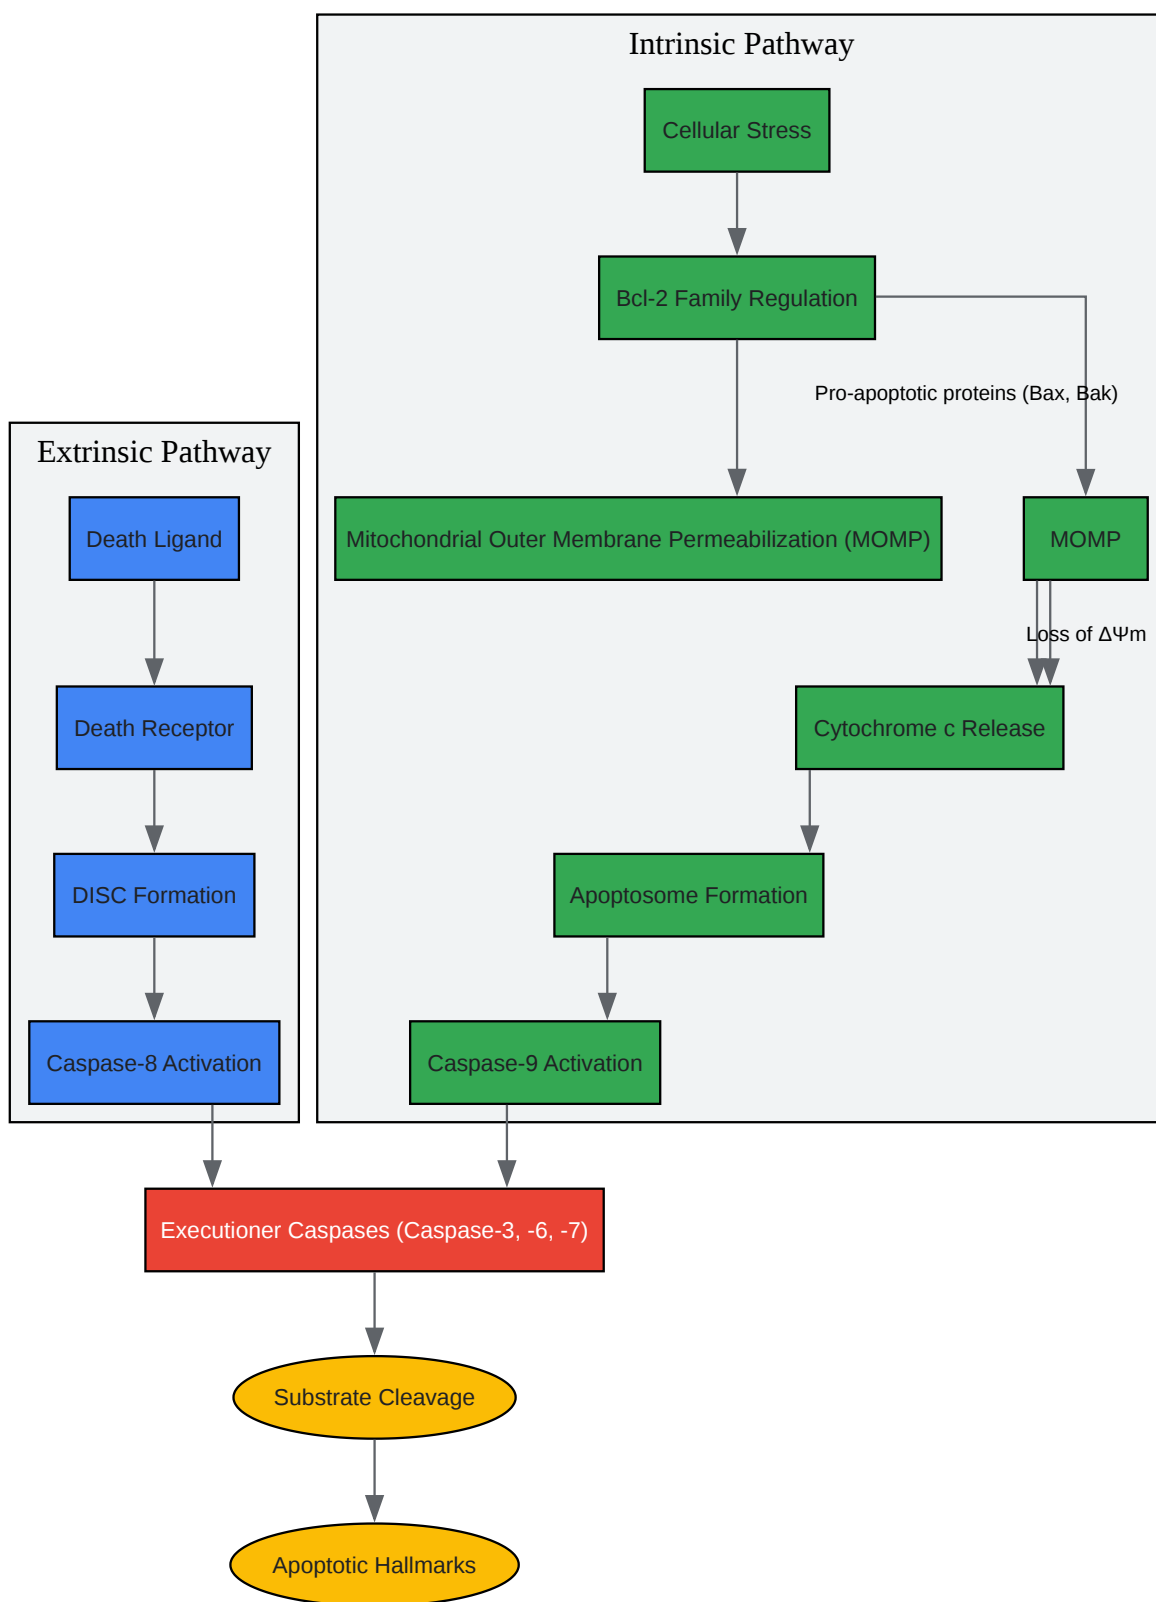 Intrinsic Pathway
Cellular Stress
Bcl-2 Family Regulation
Pro-apoptotic proteins (Bax, Bak)
Extrinsic Pathway
Death Ligand
Mitochondrial Outer Membrane Permeabilization (MOMP)
MOMP
Loss of ΔΨm
Death Receptor
Cytochrome c Release
DISC Formation
Apoptosome Formation
Caspase-8 Activation
Caspase-9 Activation
Executioner Caspases (Caspase-3, -6, -7)
Substrate Cleavage
Apoptotic Hallmarks